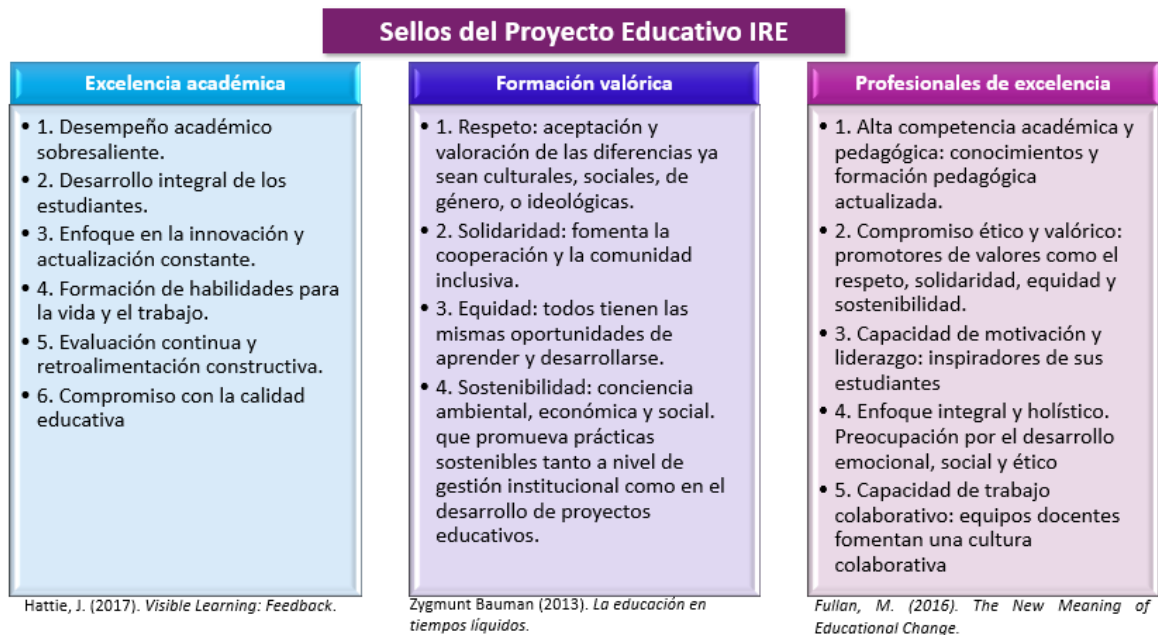 Sellos del Proyecto Educativo IRE
Excelencia académica
• 1. Desempeño académico
sobresaliente.
• 2. Desarrollo integral de los
estudiantes.
• 3. Enfoque en la innovación y
actualización constante.
• 4. Formación de habilidades para
la vida y el trabajo.
• 5. Evaluación continua y
retroalimentación constructiva.
• 6. Compromiso con la calidad
educativa
Hattie, J. (2017). Visible Learning: Feedback.
Formación valórica
• 1. Respeto: aceptación y
valoración de las diferencias ya
sean culturales, sociales, de
género, o ideológicas.
• 2. Solidaridad: fomenta la
cooperación y la comunidad
inclusiva.
• 3. Equidad: todos tienen las
mismas oportunidades de
aprender y desarrollarse.
• 4. Sostenibilidad: conciencia
ambiental, económica y social.
que promueva prácticas
sostenibles tanto a nivel de
gestión institucional como en el
desarrollo de proyectos
educativos.
Zygmunt Bauman (2013). La educación en
tiempos líquidos.
Profesionales de excelencia
• 1. Alta competencia académica y
pedagógica: conocimientos y
formación pedagógica
actualizada.
• 2. Compromiso ético y valórico:
promotores de valores como el
respeto, solidaridad, equidad y
sostenibilidad.
• 3. Capacidad de motivación y
liderazgo: inspiradores de sus
estudiantes
• 4. Enfoque integral y holístico.
Preocupación por el desarrollo
emocional, social y ético
• 5. Capacidad de trabajo
colaborativo: equipos docentes
fomentan una cultura
colaborativa
Fullan, M. (2016). The New Meaning of
Educational Change.